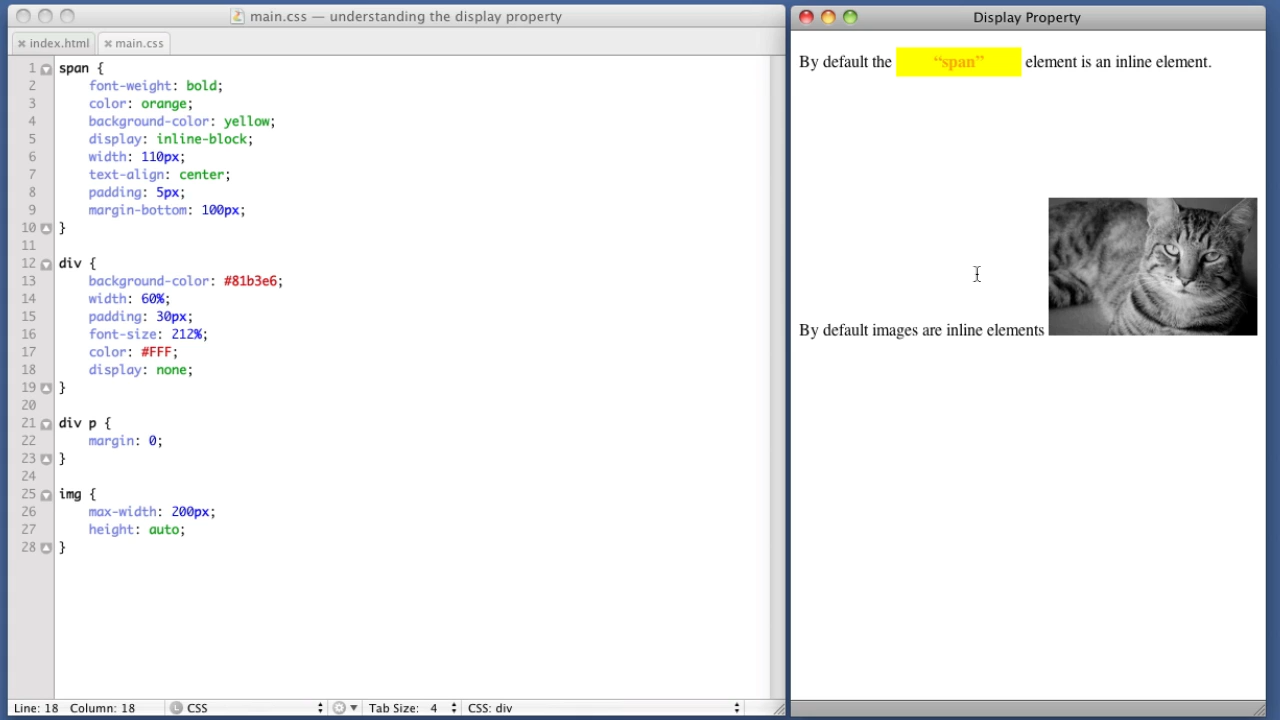 main.css — understanding the display property
index.html
main.css
1 span {
2 font-weight: bold;
3 color: orange;
4 background-color: yellow;
5 display: inline-block;
6 width: 110px;
7 text-align: center;
8 padding: 5px;
9 margin-bottom: 100px;
10 }
11
12 div {
13 background-color: #81b3e6;
14 width: 60%;
15 padding: 30px;
16 font-size: 212%;
17 color: #FFF;
18 display: none;
19 }
20
21 div p {
22 margin: 0;
23 }
24
25 img {
26 max-width: 200px;
27 height: auto;
28 }
Line: 18 Column: 18 L CSS Tab Size: 4 CSS: div
Display Property
By default the “span” element is an inline element.
By default images are inline elements